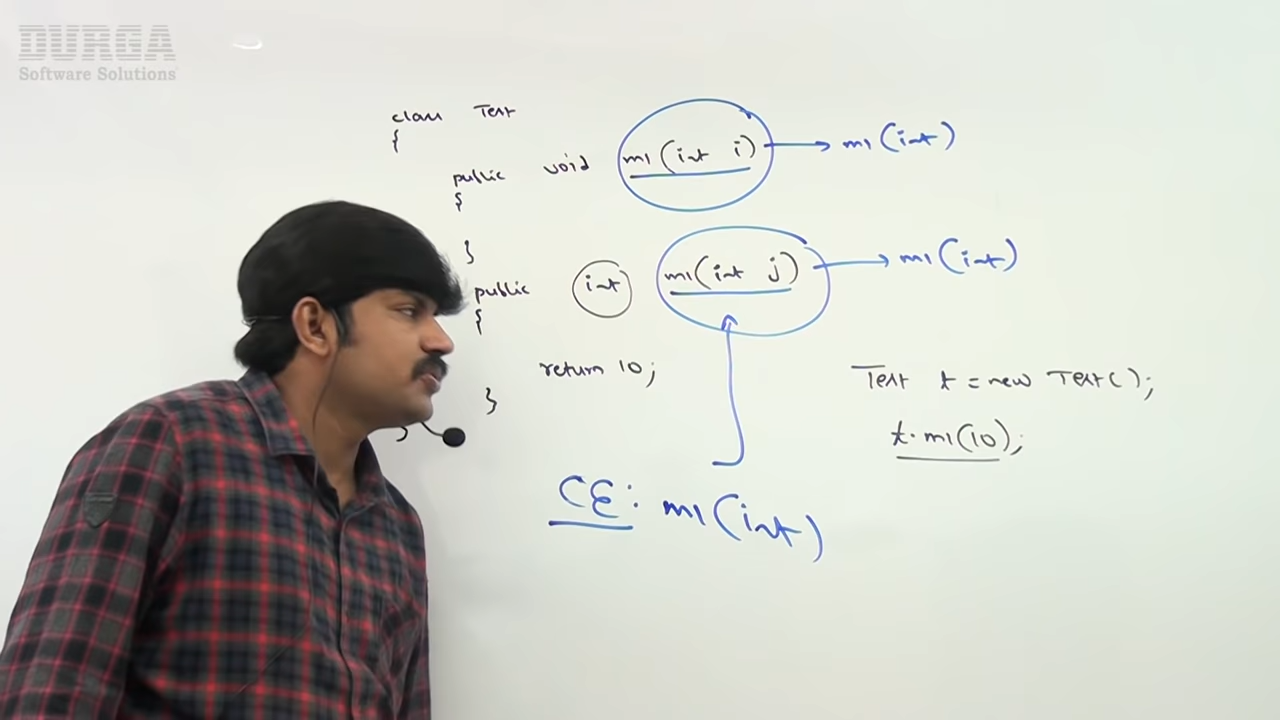 DURGA
Software Solutions
class Test
{
public void m1(int i) → m1(int)
{
}
public int m1(int j) → m1(int)
{
return 10;
}
}
Test t = new Test();
t.m1(10);
CE: m1(int)